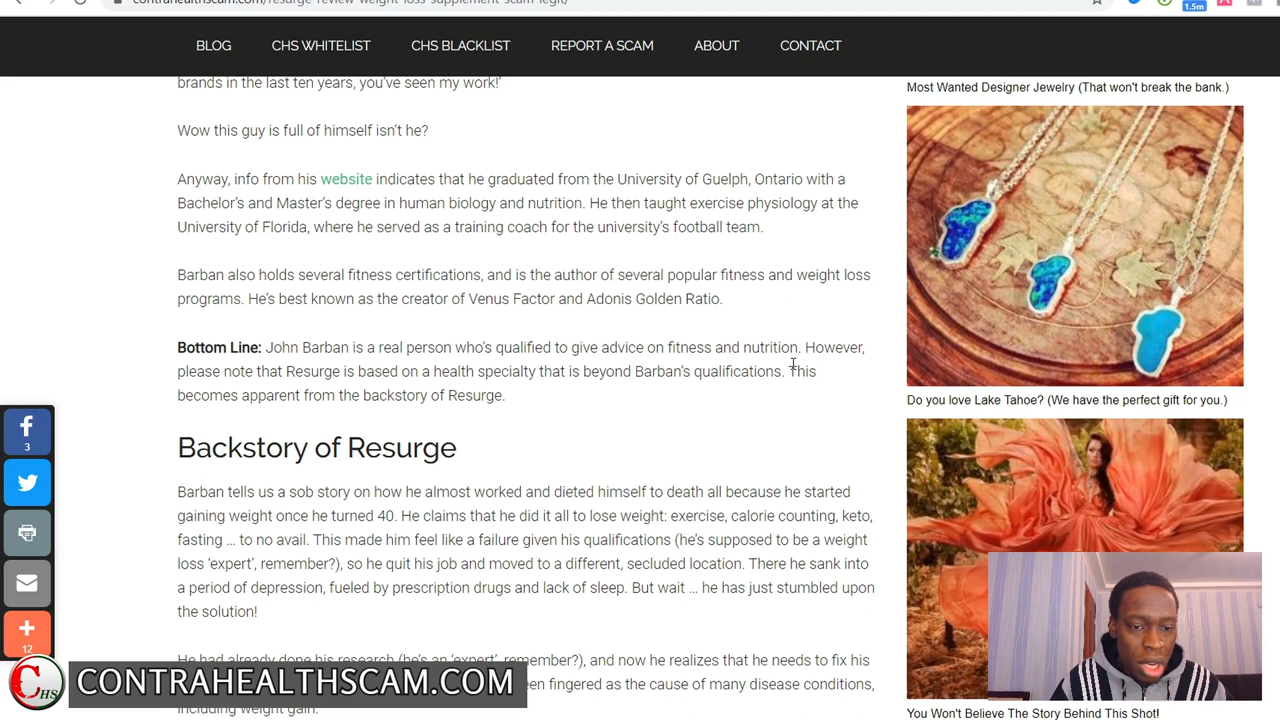 contrahealthscam.com/resurge-review-weight-loss-supplement-scam-legit/
1.5m
BLOG
CHS WHITELIST
CHS BLACKLIST
REPORT A SCAM
ABOUT
CONTACT
brands in the last ten years, you've seen my work!'
Wow this guy is full of himself isn't he?
Anyway, info from his website indicates that he graduated from the University of Guelph, Ontario with a
Bachelor's and Master's degree in human biology and nutrition. He then taught exercise physiology at the
University of Florida, where he served as a training coach for the university's football team.
Barban also holds several fitness certifications, and is the author of several popular fitness and weight loss
programs. He's best known as the creator of Venus Factor and Adonis Golden Ratio.
Bottom Line: John Barban is a real person who's qualified to give advice on fitness and nutrition. However,
please note that Resurge is based on a health specialty that is beyond Barban's qualifications. This
becomes apparent from the backstory of Resurge.
Backstory of Resurge
Barban tells us a sob story on how he almost worked and dieted himself to death all because he started
gaining weight once he turned 40. He claims that he did it all to lose weight: exercise, calorie counting, keto,
fasting … to no avail. This made him feel like a failure given his qualifications (he's supposed to be a weight
loss 'expert', remember?), so he quit his job and moved to a different, secluded location. There he sank into
a period of depression, fueled by prescription drugs and lack of sleep. But wait … he has just stumbled upon
the solution!
He had already done his research (he's an 'expert', remember?), and now he realizes that he needs to fix his
en fingered as the cause of many disease conditions,
including weight gain.
Most Wanted Designer Jewelry (That won't break the bank.)
Do you love Lake Tahoe? (We have the perfect gift for you.)
You Won't Believe The Story Behind This Shot!
3
12
CHS
CONTRAHEALTHSCAM.COM